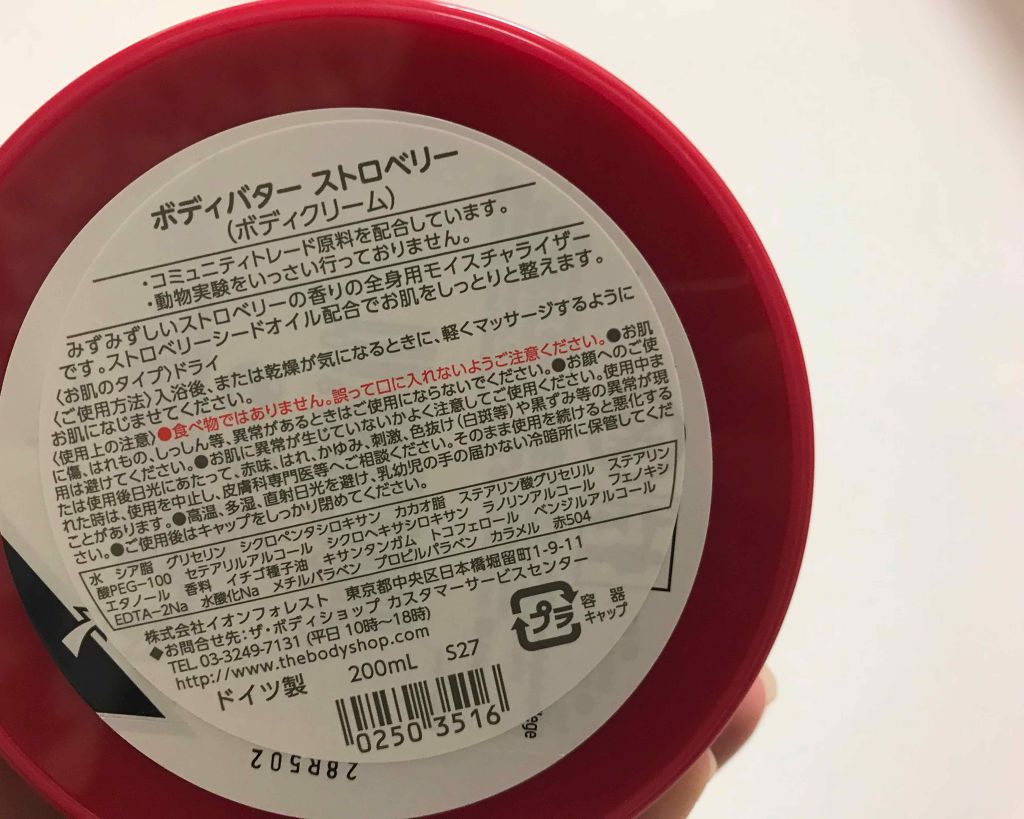 ボディバター ストロベリー
(ボディクリーム)
・コミュニティトレード原料を配合しています。
・動物実験をいっさい行っておりません。
みずみずしいストロベリーの香りの全身用モイスチャライザー
です。ストロベリーシードオイル配合でお肌をしっとりと整えます。
〈お肌のタイプ〉ドライ
〈ご使用方法〉入浴後、または乾燥が気になるときに、軽くマッサージするように
お肌になじませてください。
〈使用上の注意〉●食べ物ではありません。誤って口に入れないようご注意ください。●お肌
に傷、はれもの、しっしん等、異常があるときはご使用にならないでください。●お顔へのご使
用は避けてください。●お肌に異常が生じていないかよく注意してご使用ください。使用中ま
たは使用後日光にあたって、赤味、はれ、かゆみ、刺激、色抜け(白斑等)や黒ずみ等の異常が現
れた時は、使用を中止し、皮膚科専門医等へご相談ください。そのまま使用を続けると悪化する
ことがあります。●高温、多湿、直射日光を避け、乳幼児の手の届かない冷暗所に保管してくだ
さい。●ご使用後はキャップをしっかり閉めてください。
水 シア脂 グリセリン シクロペンタシロキサン カカオ脂 ステアリン酸グリセリル ステアリン
酸PEG-100 セテアリルアルコール シクロヘキサシロキサン ラノリンアルコール フェノキシ
エタノール 香料 イチゴ種子油 キサンタンガム トコフェロール ベンジルアルコール
EDTA-2Na 水酸化Na メチルパラベン プロピルパラベン カラメル 赤504
株式会社イオンフォレスト 東京都中央区日本橋堀留町1-9-11
◆お問合せ先:ザ・ボディショップ カスタマーサービスセンター
TEL 03-3249-7131 (平日 10時〜18時)
http://www.thebodyshop.com
プラ 容器
キャップ
ドイツ製 200mL S27
02503516
28R502